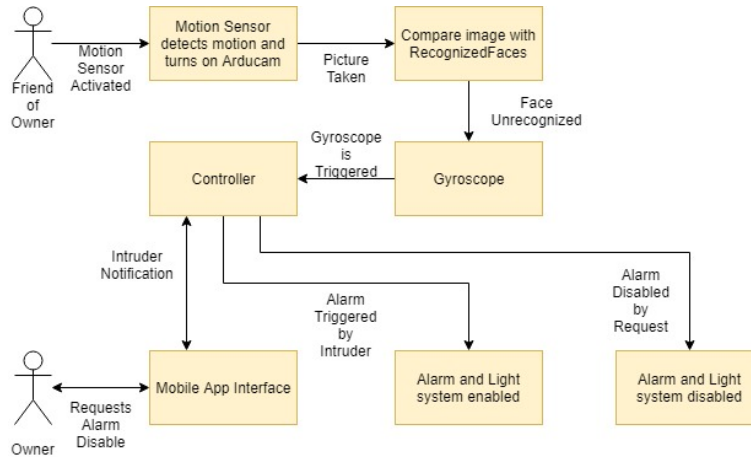 Motion
Sensor
Activated
Friend
of
Owner
Motion Sensor
detects motion and
turns on Arducam
Picture
Taken
Compare image with
RecognizedFaces
Face
Unrecognized
Gyroscope
is
Triggered
Controller
Gyroscope
Intruder
Notification
Alarm
Triggered
by
Intruder
Alarm
Disabled
by
Request
Requests
Alarm
Disable
Owner
Mobile App Interface
Alarm and Light
system enabled
Alarm and Light
system disabled